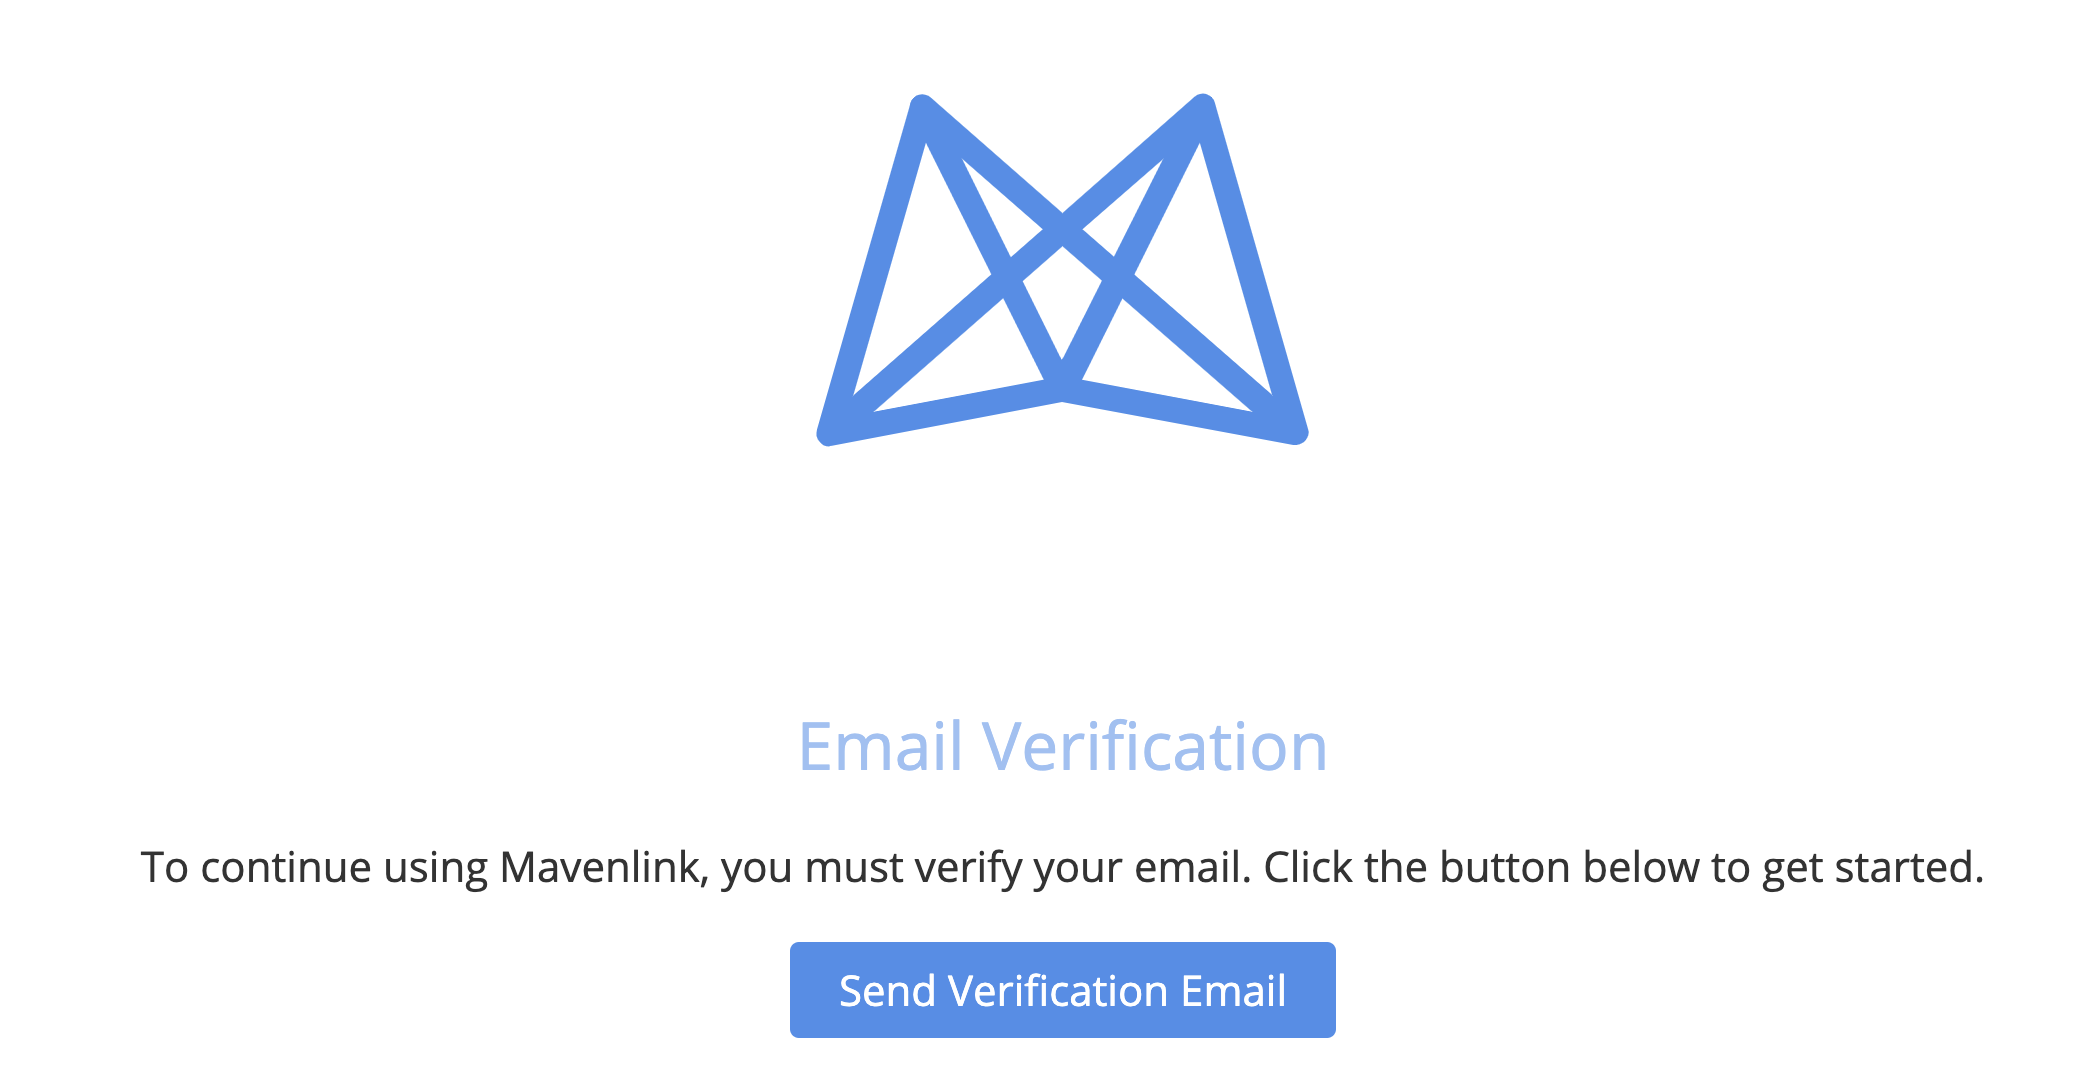 Email Verification
To continue using Mavenlink, you must verify your email. Click the button below to get started.
Send Verification Email